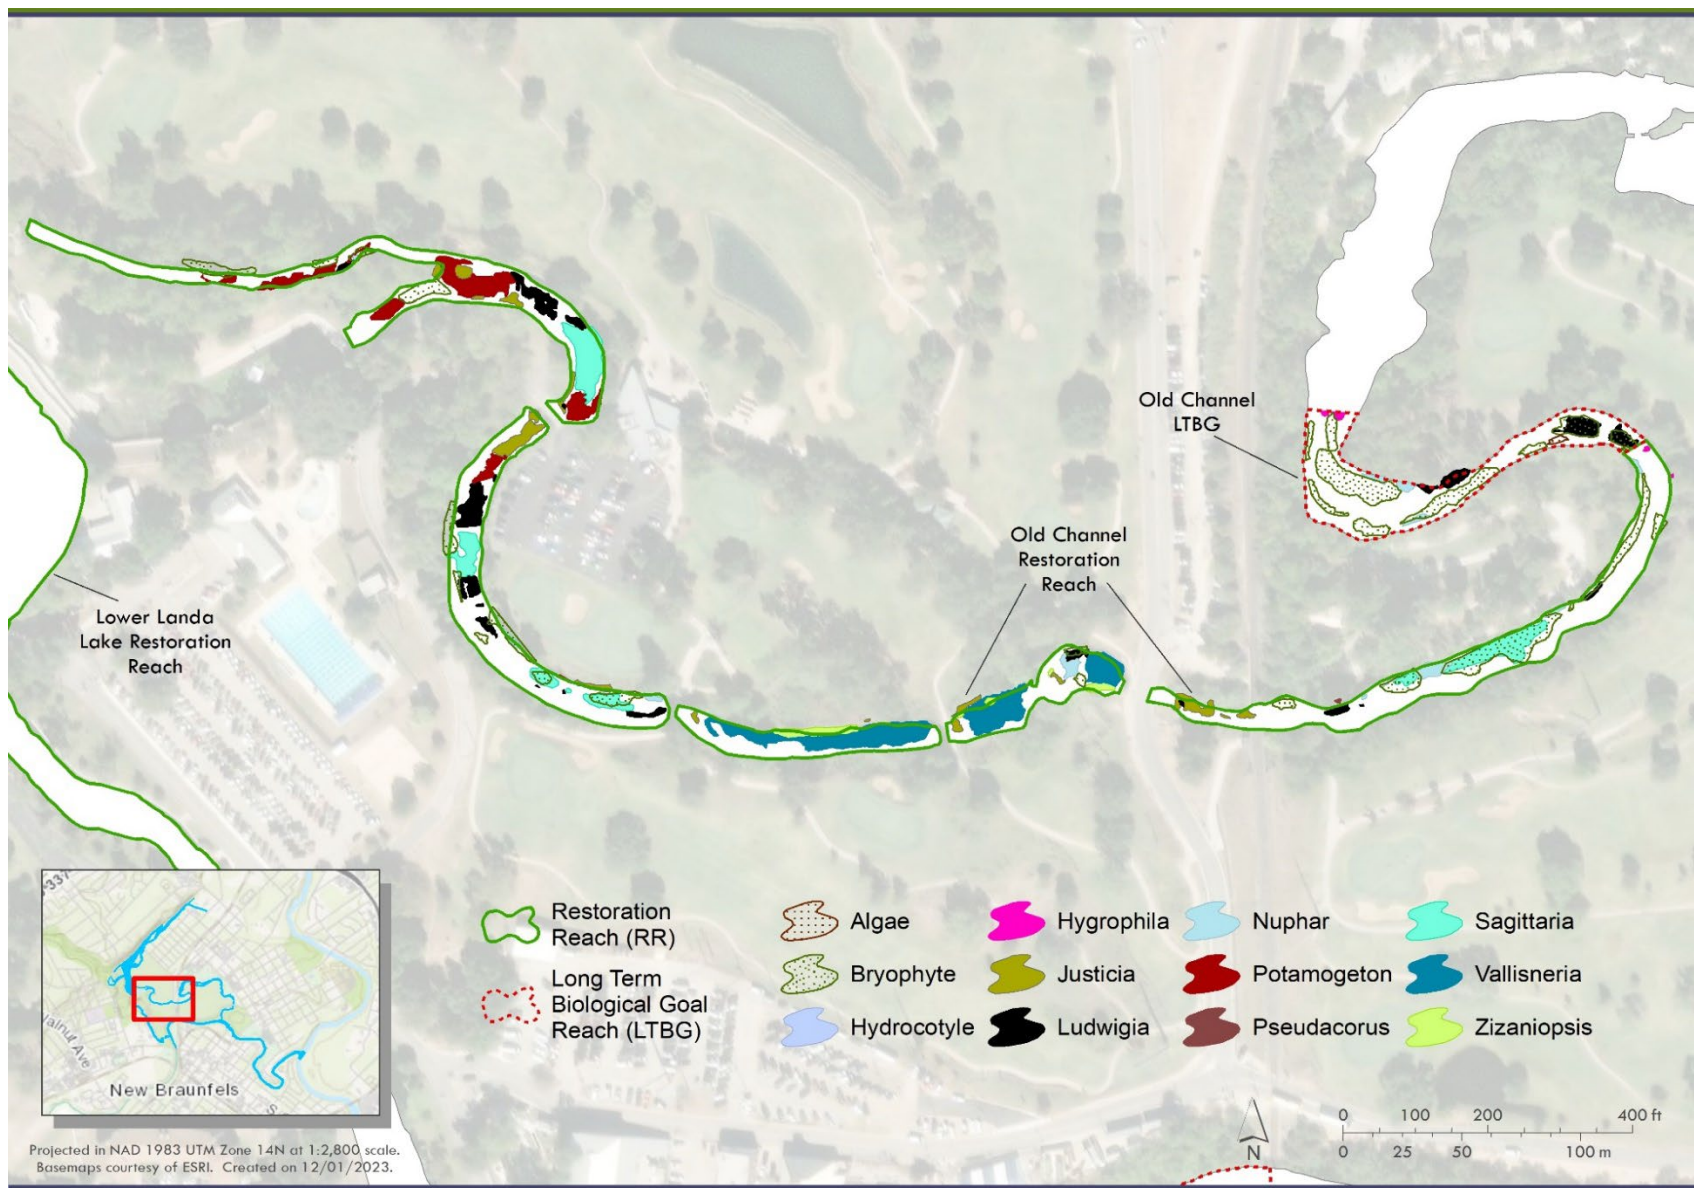 Old Channel
LTBG
Old Channel
Restoration
Reach
Lower Landa
Lake Restoration
Reach
Restoration
Reach (RR)
Long Term
Biological Goal
Reach (LTBG)
Algae
Bryophyte
Hydrocotyle
Hygrophila
Justicia
Ludwigia
Nuphar
Potamogeton
Pseudacorus
Sagittaria
Vallisneria
Zizaniopsis
337
Walnut Ave
New Braunfels
N
0 100 200 400 ft
0 25 50 100 m
Projected in NAD 1983 UTM Zone 14N at 1:2,800 scale.
Basemaps courtesy of ESRI. Created on 12/01/2023.